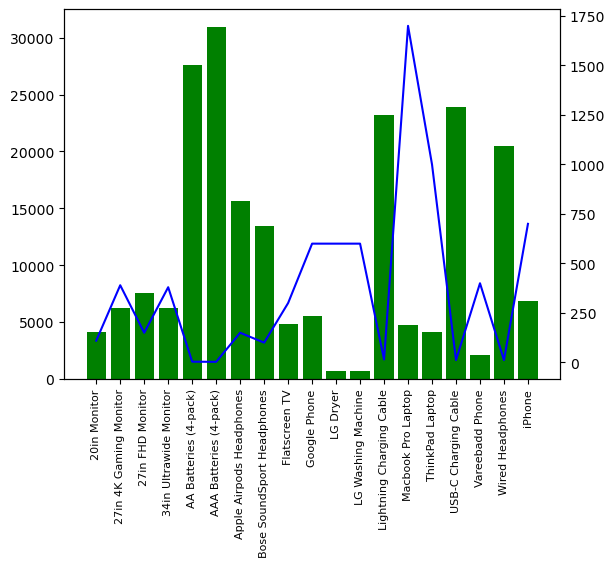 30000
25000
20000
15000
10000
5000
0
1750
1500
1250
1000
750
500
250
0
20in Monitor
27in 4K Gaming Monitor
27in FHD Monitor
34in Ultrawide Monitor
AA Batteries (4-pack)
AAA Batteries (4-pack)
Apple Airpods Headphones
Bose SoundSport Headphones
Flatscreen TV
Google Phone
LG Dryer
LG Washing Machine
Lightning Charging Cable
Macbook Pro Laptop
ThinkPad Laptop
USB-C Charging Cable
Vareebadd Phone
Wired Headphones
iPhone